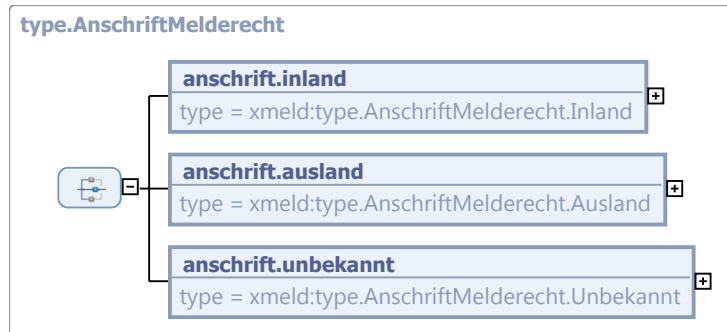 type.AnschriftMelderecht
anschrift.inland
type = xmeld:type.AnschriftMelderecht.Inland
anschrift.ausland
type = xmeld:type.AnschriftMelderecht.Ausland
anschrift.unbekannt
type = xmeld:type.AnschriftMelderecht.Unbekannt